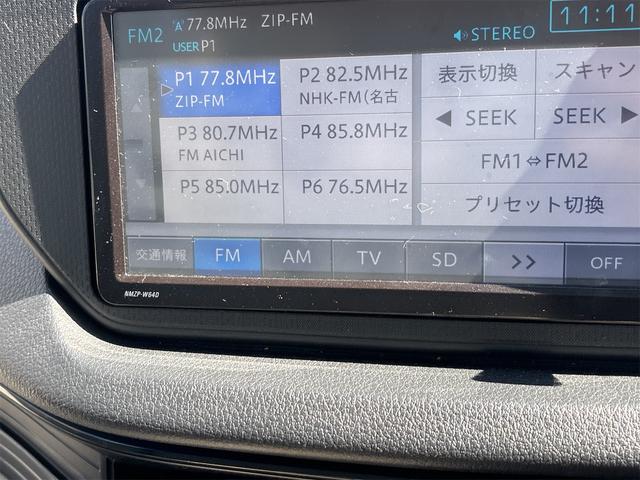 FM2 77.8MHz ZIP-FM 11:11
USER P1 STEREO
P1 77.8MHz P2 82.5MHz 表示切換 スキャン
ZIP-FM NHK-FM(名古
◀ SEEK SEEK ▶
P3 80.7MHz P4 85.8MHz
FM AICHI
FM1⇔FM2
P5 85.0MHz P6 76.5MHz
プリセット切換
交通情報 FM AM TV SD >> OFF
NMZP-W64D